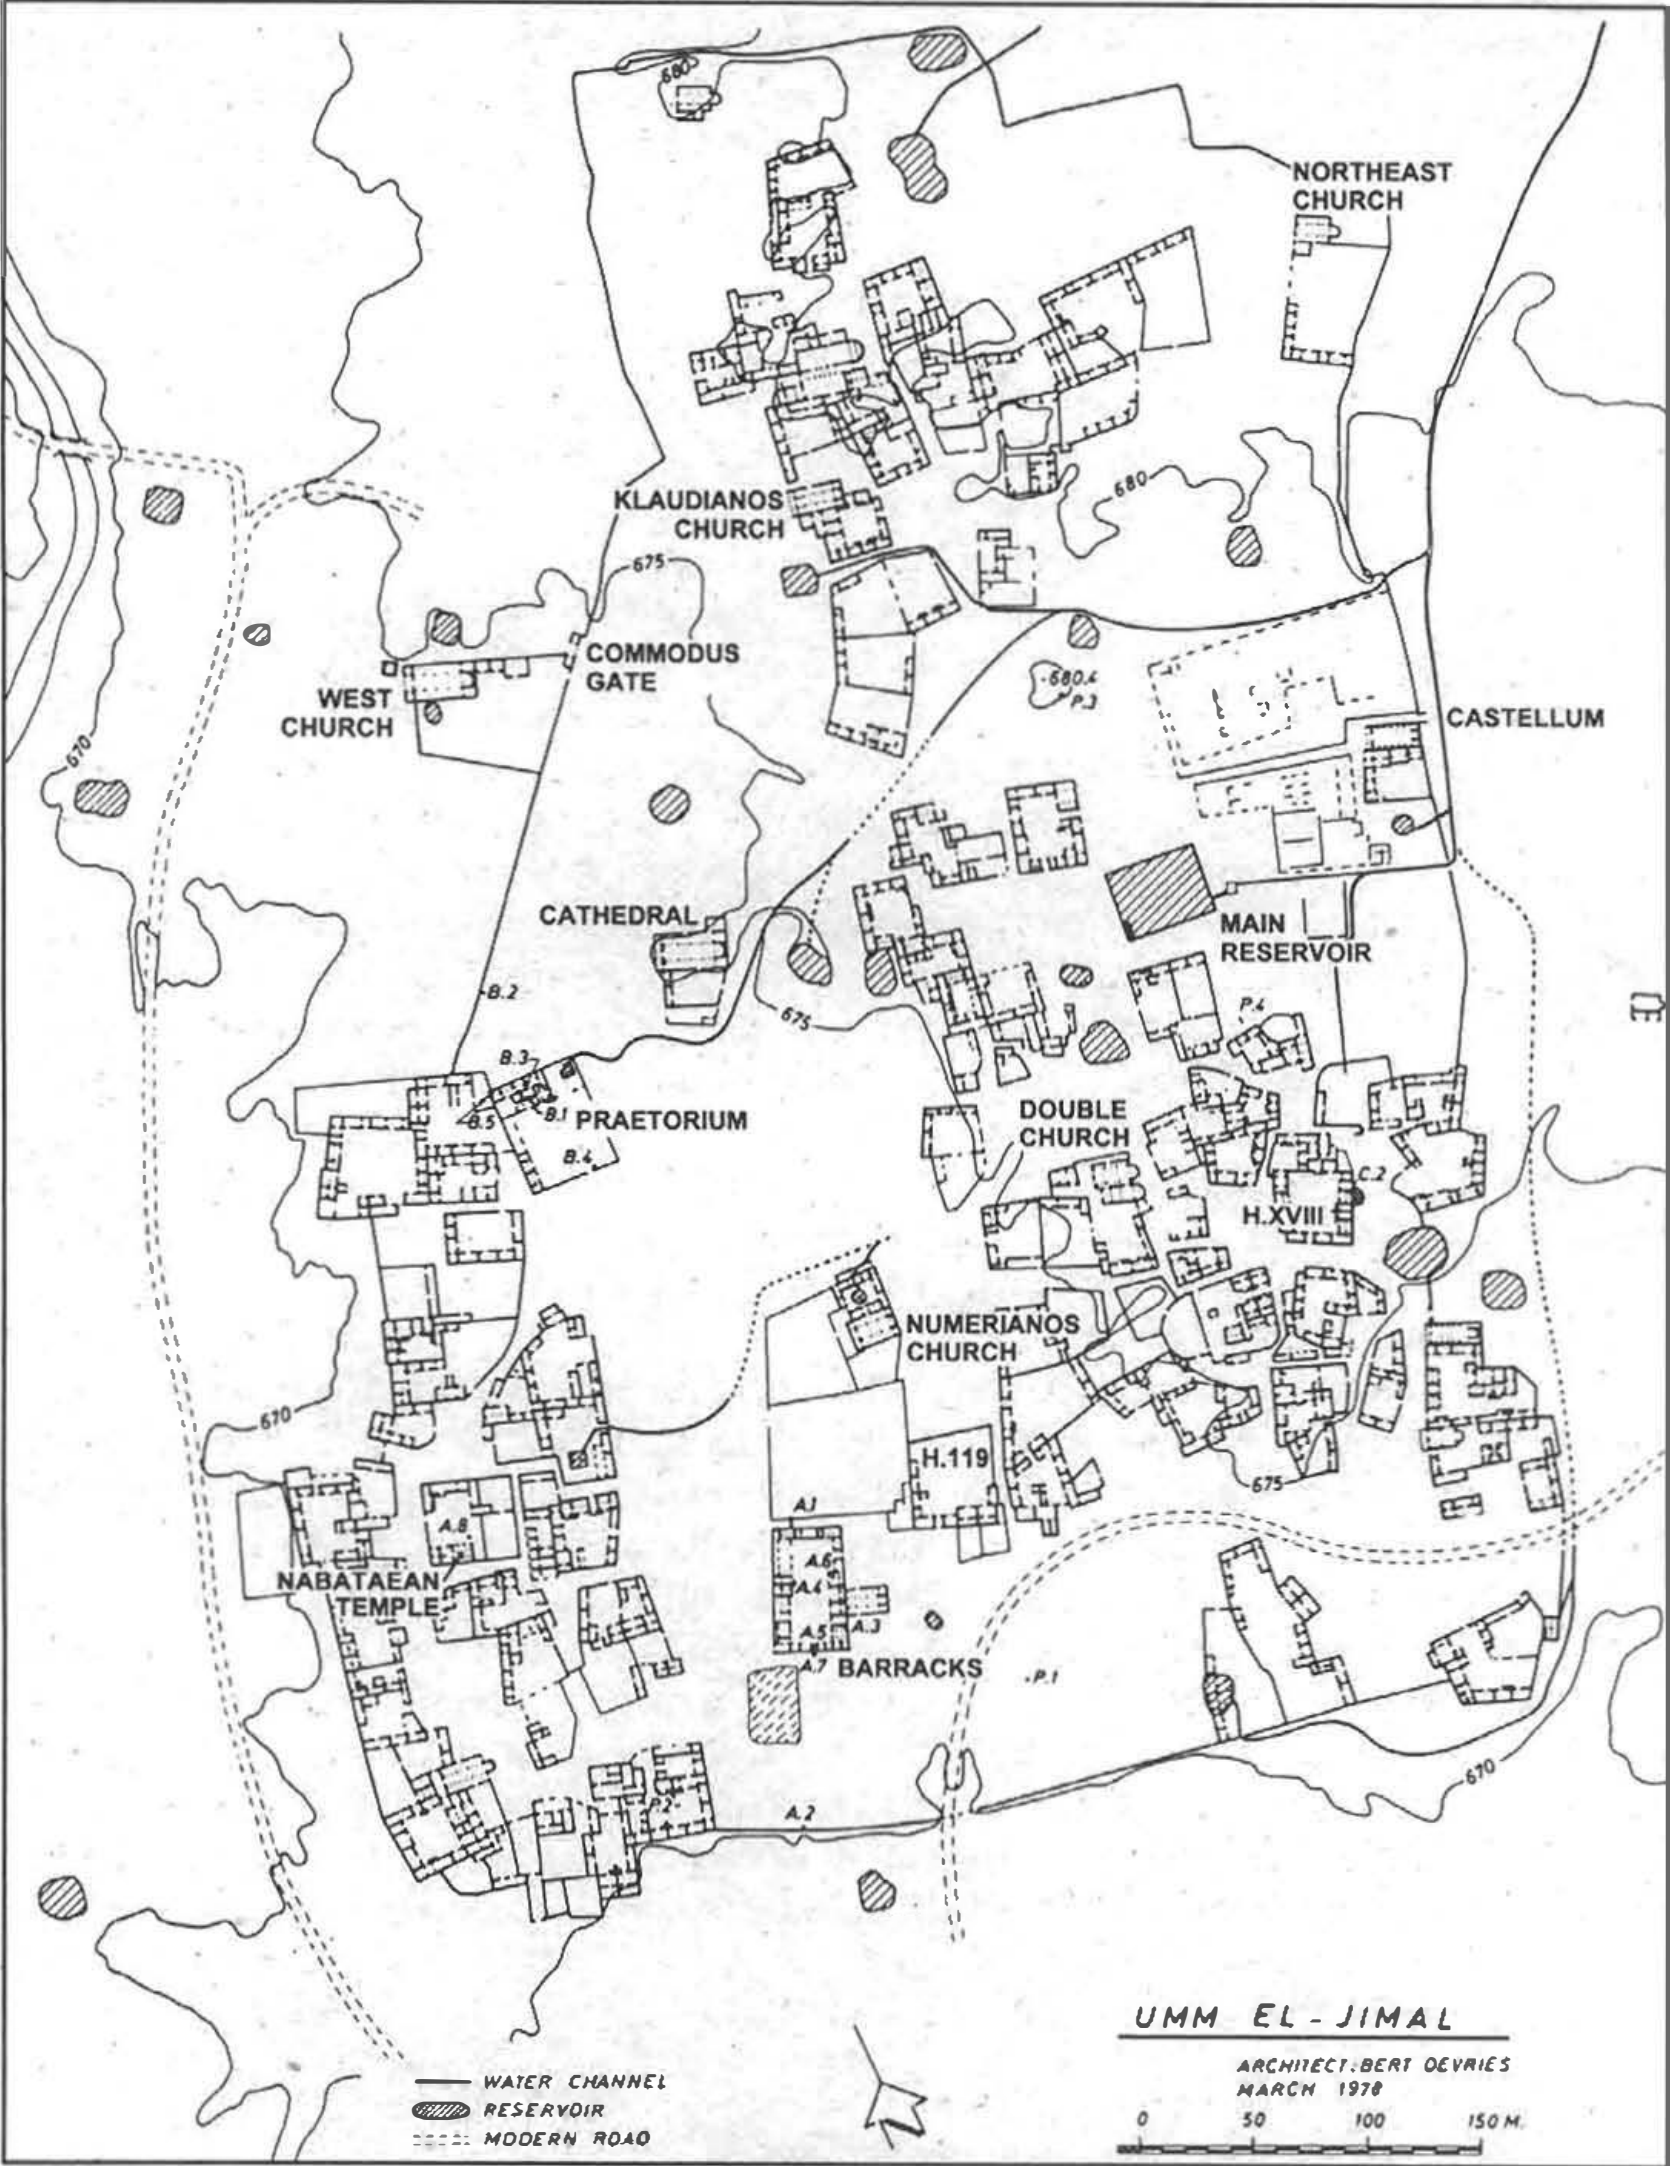 680
NORTHEAST
CHURCH
KLAUDIANOS
CHURCH
680
675
COMMODUS
GATE
680.4
P.3
WEST
CHURCH
CASTELLUM
670
CATHEDRAL
MAIN
RESERVOIR
B.2
675
P.4
B.3
B.1 PRAETORIUM
B.5
B.4
DOUBLE
CHURCH
C.2
H.XVIII
NUMERIANOS
CHURCH
670
H.119
675
A.1
A.8
A.6
A.4
NABATAEAN
TEMPLE
A.5
A.3
A.7 BARRACKS
P.1
670
P.2
A.2
UMM EL-JIMAL
ARCHITECT: BERT DEVRIES
MARCH 1978
0 50 100 150 M.
WATER CHANNEL
RESERVOIR
MODERN ROAD